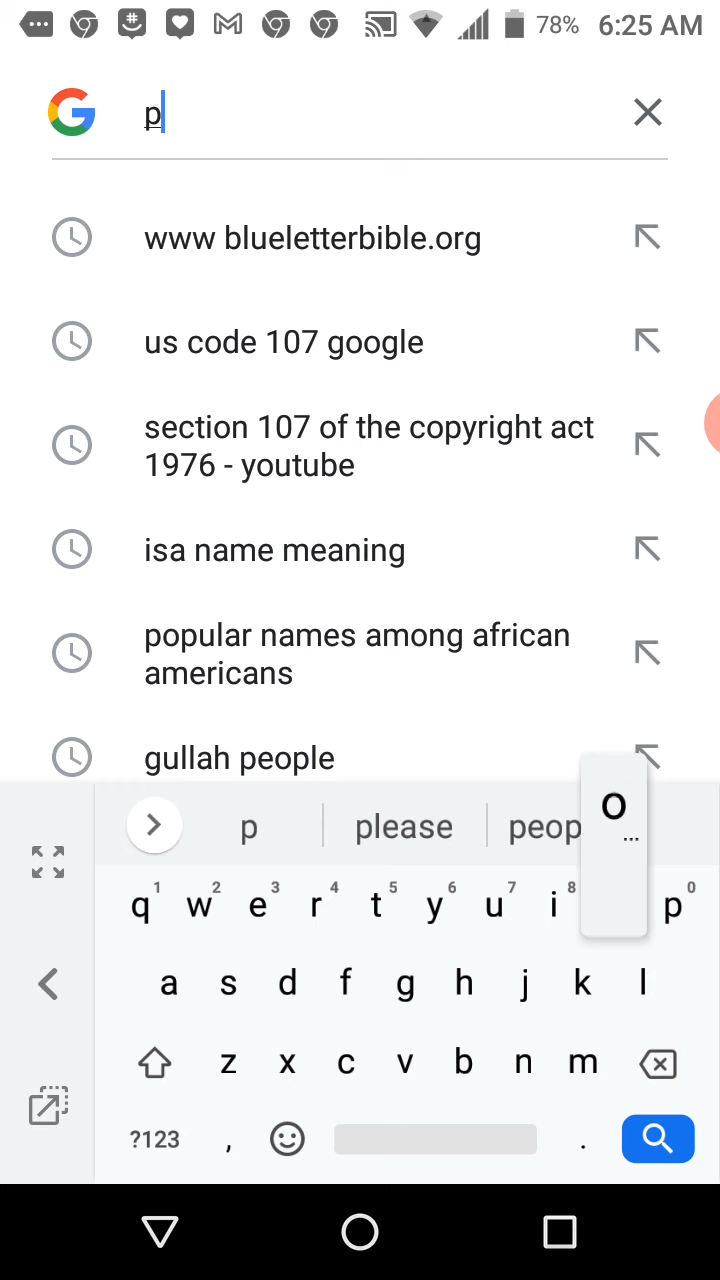 78% 6:25 AM
p
www blueletterbible.org
us code 107 google
section 107 of the copyright act
1976 - youtube
isa name meaning
popular names among african
americans
gullah people
p please peop
o
...
1 2 3 4 5 6 7 8 0
q w e r t y u i p
a s d f g h j k l
z x c v b n m
?123 , .